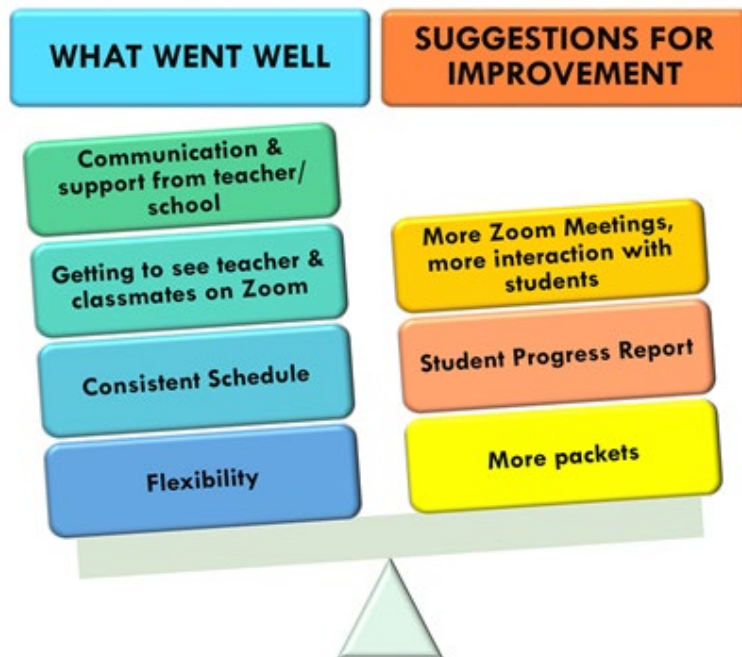 WHAT WENT WELL
Communication &
support from teacher/
school
Getting to see teacher &
classmates on Zoom
Consistent Schedule
Flexibility
SUGGESTIONS FOR
IMPROVEMENT
More Zoom Meetings,
more interaction with
students
Student Progress Report
More packets